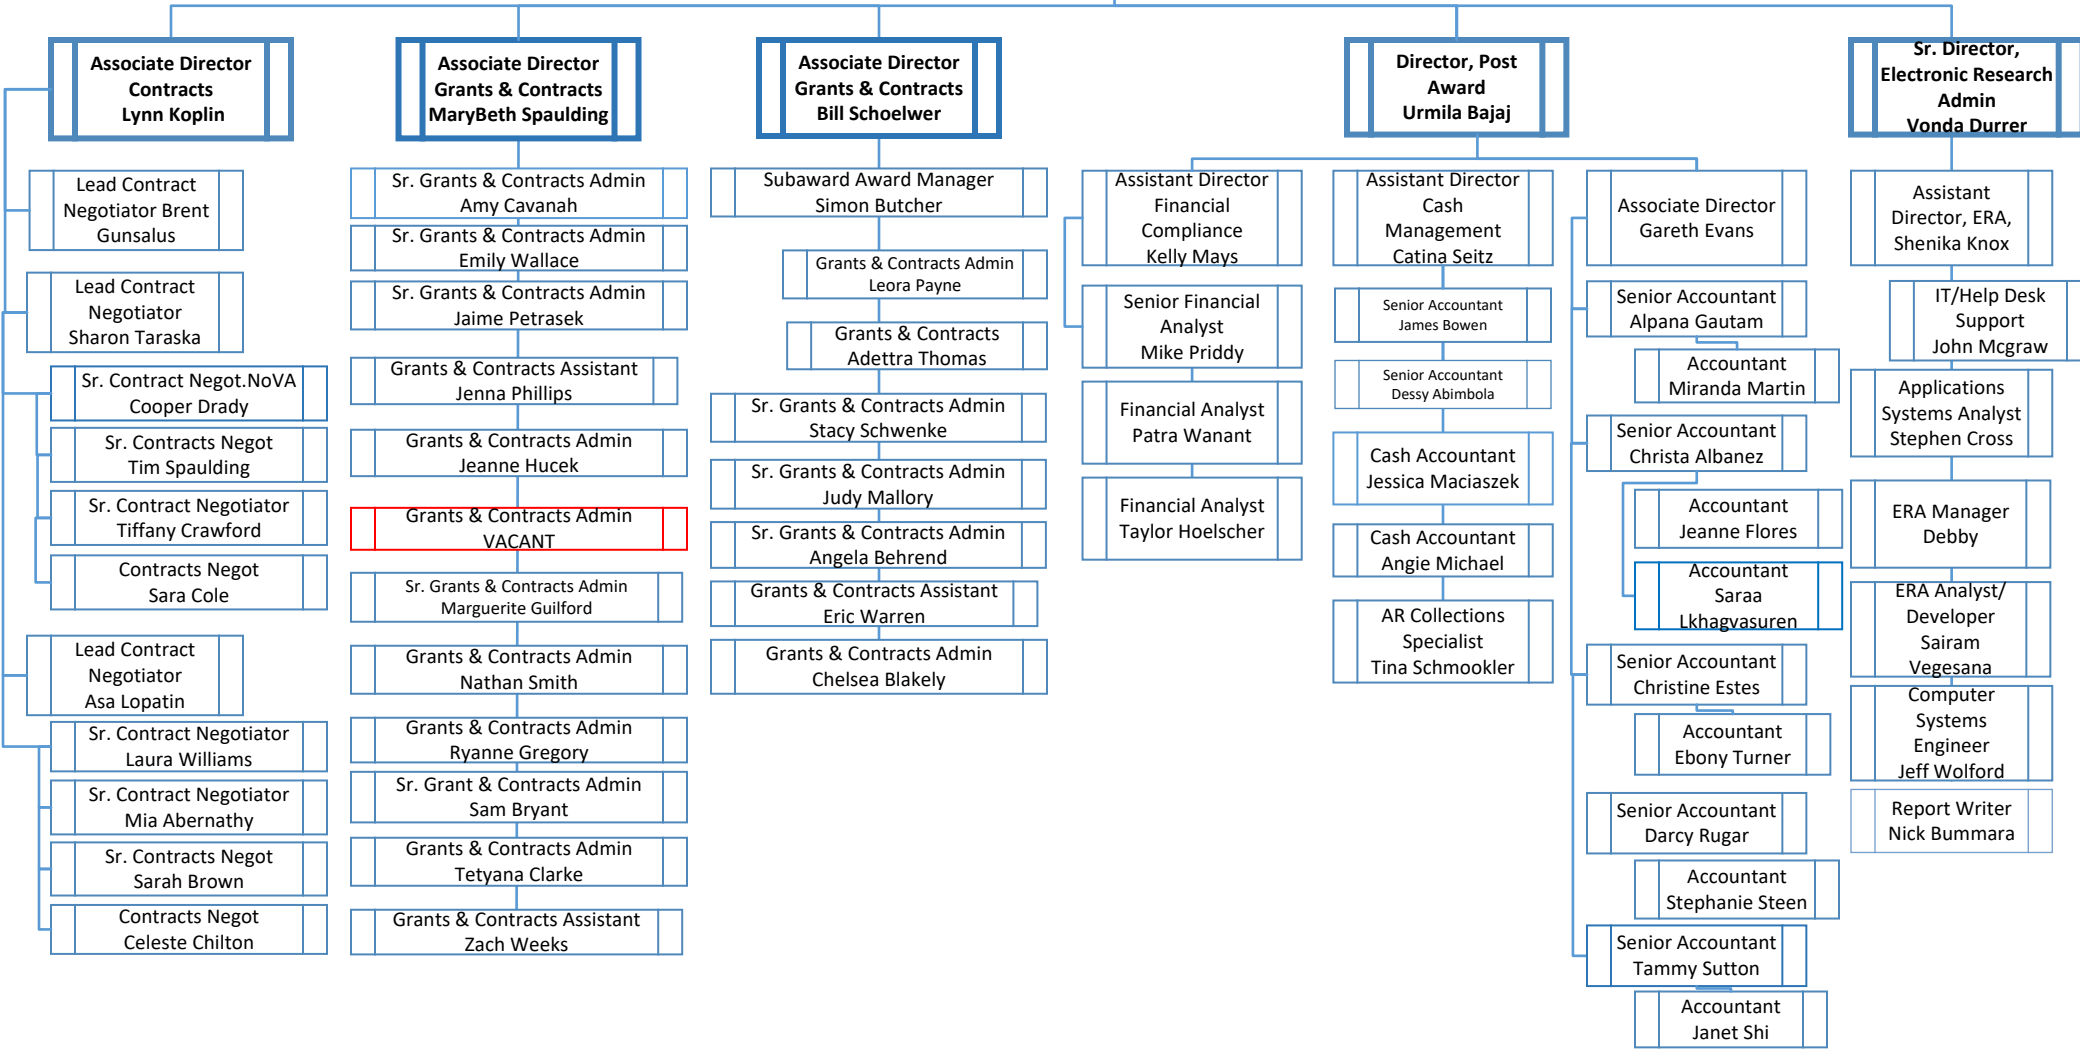 Associate Director
Contracts
Lynn Koplin
Lead Contract
Negotiator Brent
Gunsalus
Lead Contract
Negotiator
Sharon Taraska
Sr. Contract Negot.NoVA
Cooper Drady
Sr. Contracts Negot
Tim Spaulding
Sr. Contract Negotiator
Tiffany Crawford
Contracts Negot
Sara Cole
Lead Contract
Negotiator
Asa Lopatin
Sr. Contract Negotiator
Laura Williams
Sr. Contract Negotiator
Mia Abernathy
Sr. Contracts Negot
Sarah Brown
Contracts Negot
Celeste Chilton
Associate Director
Grants & Contracts
MaryBeth Spaulding
Sr. Grants & Contracts Admin
Amy Cavanah
Sr. Grants & Contracts Admin
Emily Wallace
Sr. Grants & Contracts Admin
Jaime Petrasek
Grants & Contracts Assistant
Jenna Phillips
Grants & Contracts Admin
Jeanne Hucek
Grants & Contracts Admin
VACANT
Sr. Grants & Contracts Admin
Marguerite Guilford
Grants & Contracts Admin
Nathan Smith
Grants & Contracts Admin
Ryanne Gregory
Sr. Grant & Contracts Admin
Sam Bryant
Grants & Contracts Admin
Tetyana Clarke
Grants & Contracts Assistant
Zach Weeks
Associate Director
Grants & Contracts
Bill Schoelwer
Subaward Award Manager
Simon Butcher
Grants & Contracts Admin
Leora Payne
Grants & Contracts
Adettra Thomas
Sr. Grants & Contracts Admin
Stacy Schwenke
Sr. Grants & Contracts Admin
Judy Mallory
Sr. Grants & Contracts Admin
Angela Behrend
Grants & Contracts Assistant
Eric Warren
Grants & Contracts Admin
Chelsea Blakely
Director, Post
Award
Urmila Bajaj
Assistant Director
Financial
Compliance
Kelly Mays
Senior Financial
Analyst
Mike Priddy
Financial Analyst
Patra Wanant
Financial Analyst
Taylor Hoelscher
Assistant Director
Cash
Management
Catina Seitz
Senior Accountant
James Bowen
Senior Accountant
Dessy Abimbola
Cash Accountant
Jessica Maciaszek
Cash Accountant
Angie Michael
AR Collections
Specialist
Tina Schmookler
Associate Director
Gareth Evans
Senior Accountant
Alpana Gautam
Accountant
Miranda Martin
Senior Accountant
Christa Albanez
Accountant
Jeanne Flores
Accountant
Saraa
Lkhagvasuren
Senior Accountant
Christine Estes
Accountant
Ebony Turner
Senior Accountant
Darcy Rugar
Accountant
Stephanie Steen
Senior Accountant
Tammy Sutton
Accountant
Janet Shi
Sr. Director,
Electronic Research
Admin
Vonda Durrer
Assistant
Director, ERA,
Shenika Knox
IT/Help Desk
Support
John Mcgraw
Applications
Systems Analyst
Stephen Cross
ERA Manager
Debby
ERA Analyst/
Developer
Sairam
Vegesana
Computer
Systems
Engineer
Jeff Wolford
Report Writer
Nick Bummara